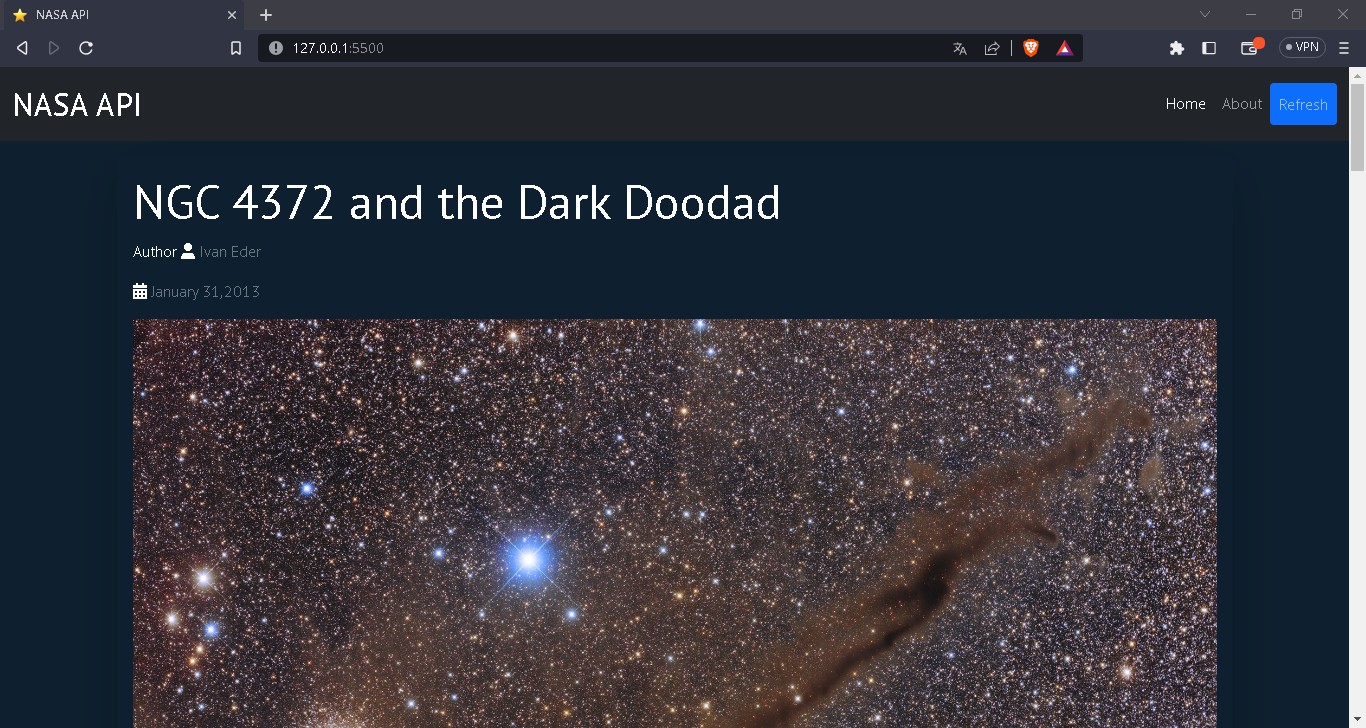 NASA API
127.0.0.1:5500
VPN
NASA API
Home About Refresh
NGC 4372 and the Dark Doodad
Author Ivan Eder
January 31,2013